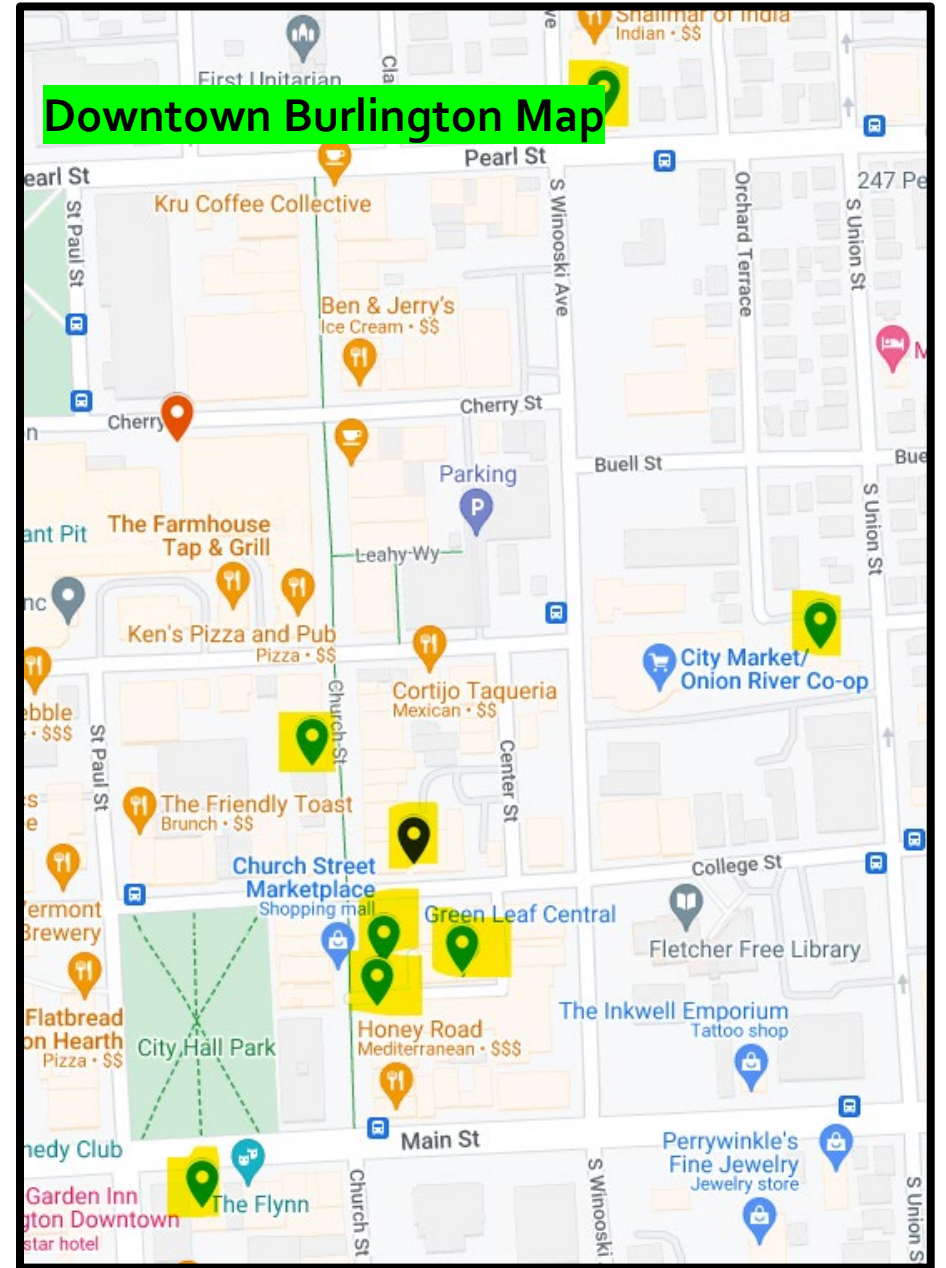 Shalimar of India
Indian • $$
First Unitarian
Downtown Burlington Map
Pearl St
earl St
247 Pe
Kru Coffee Collective
St Paul St
S Winooski Ave
Orchard Terrace
S Union St
Ben & Jerry's
Ice Cream • $$
M
Cherry St
Cherry
n
Buell St
Bue
Parking
P
S Union St
ant Pit
The Farmhouse
Tap & Grill
Leahy Wy
nc
Ken's Pizza and Pub
Pizza • $$
City Market/
Onion River Co-op
Cortijo Taqueria
Mexican • $$
ebble
• $$$
Church St
St Paul St
Center St
The Friendly Toast
Brunch • $$
cs
e
Church Street
Marketplace
Shopping mall
College St
Vermont
Brewery
Green Leaf Central
Fletcher Free Library
Flatbread
on Hearth
Pizza • $$
City Hall Park
Honey Road
Mediterranean • $$$
The Inkwell Emporium
Tattoo shop
Main St
nedy Club
Perrywinkle's
Fine Jewelry
Jewelry store
Garden Inn
gton Downtown
star hotel
The Flynn
Church St
S Winooski
S Union S